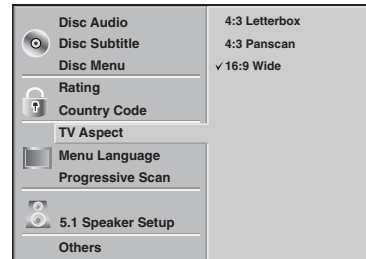 Disc Audio
Disc Subtitle
Disc Menu
Rating
Country Code
TV Aspect
Menu Language
Progressive Scan
5.1 Speaker Setup
Others
4:3 Letterbox
4:3 Panscan
✓ 16:9 Wide